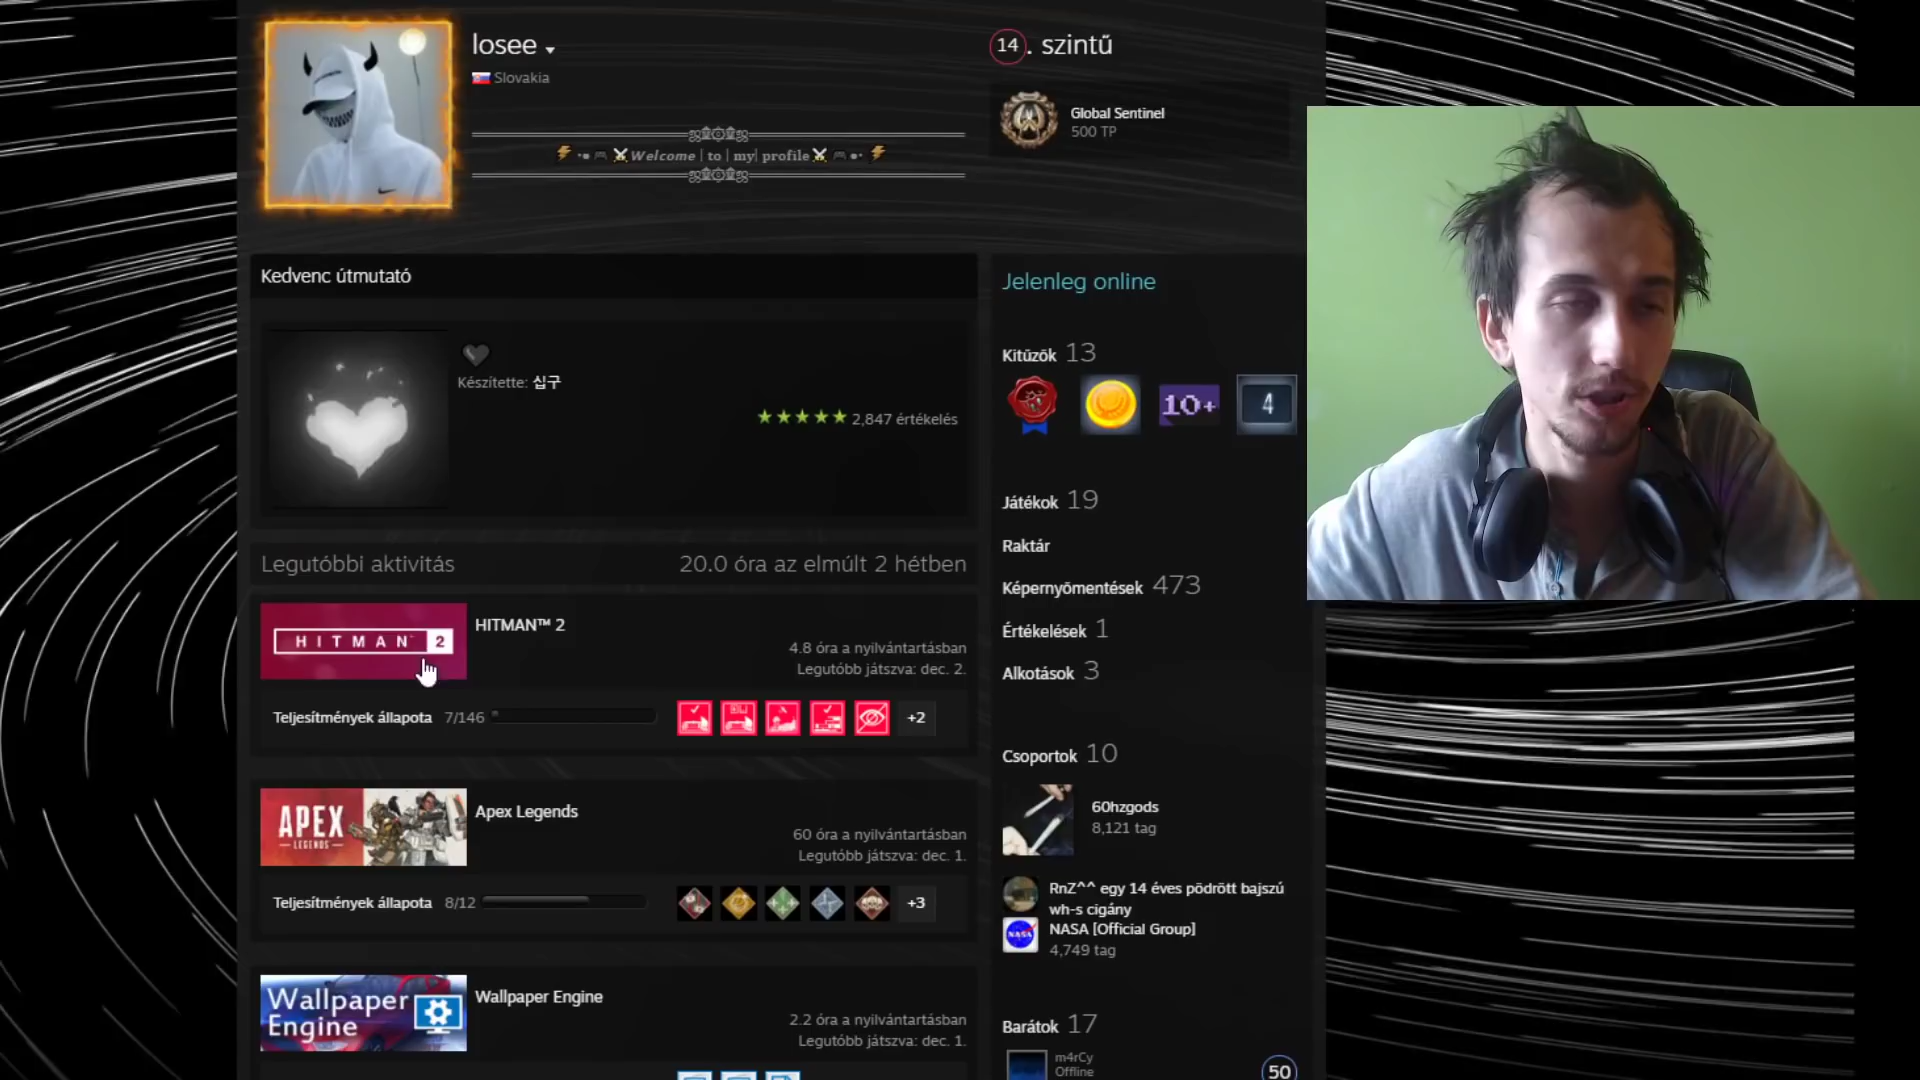 losee
Slovakia
Welcome | to | my| profile
14 . szintű
Global Sentinel
500 TP
Kedvenc útmutató
Készítette: 십구
2,847 értékelés
Legutóbbi aktivitás
20.0 óra az elmúlt 2 hétben
HITMAN 2
HITMAN™ 2
4.8 óra a nyilvántartásban
Legutóbb játszva: dec. 2.
Teljesítmények állapota 7/146
+2
APEX
LEGENDS
Apex Legends
60 óra a nyilvántartásban
Legutóbb játszva: dec. 1.
Teljesítmények állapota 8/12
+3
Wallpaper
Engine
Wallpaper Engine
2.2 óra a nyilvántartásban
Legutóbb játszva: dec. 1.
Jelenleg online
Kitűzők 13
10+
4
Játékok 19
Raktár
Képernyőmentések 473
Értékelések 1
Alkotások 3
Csoportok 10
60hzgods
8,121 tag
RnZ^^ egy 14 éves pödrött bajszú
wh-s cigány
NASA
NASA [Official Group]
4,749 tag
Barátok 17
m4rCy
Offline
50